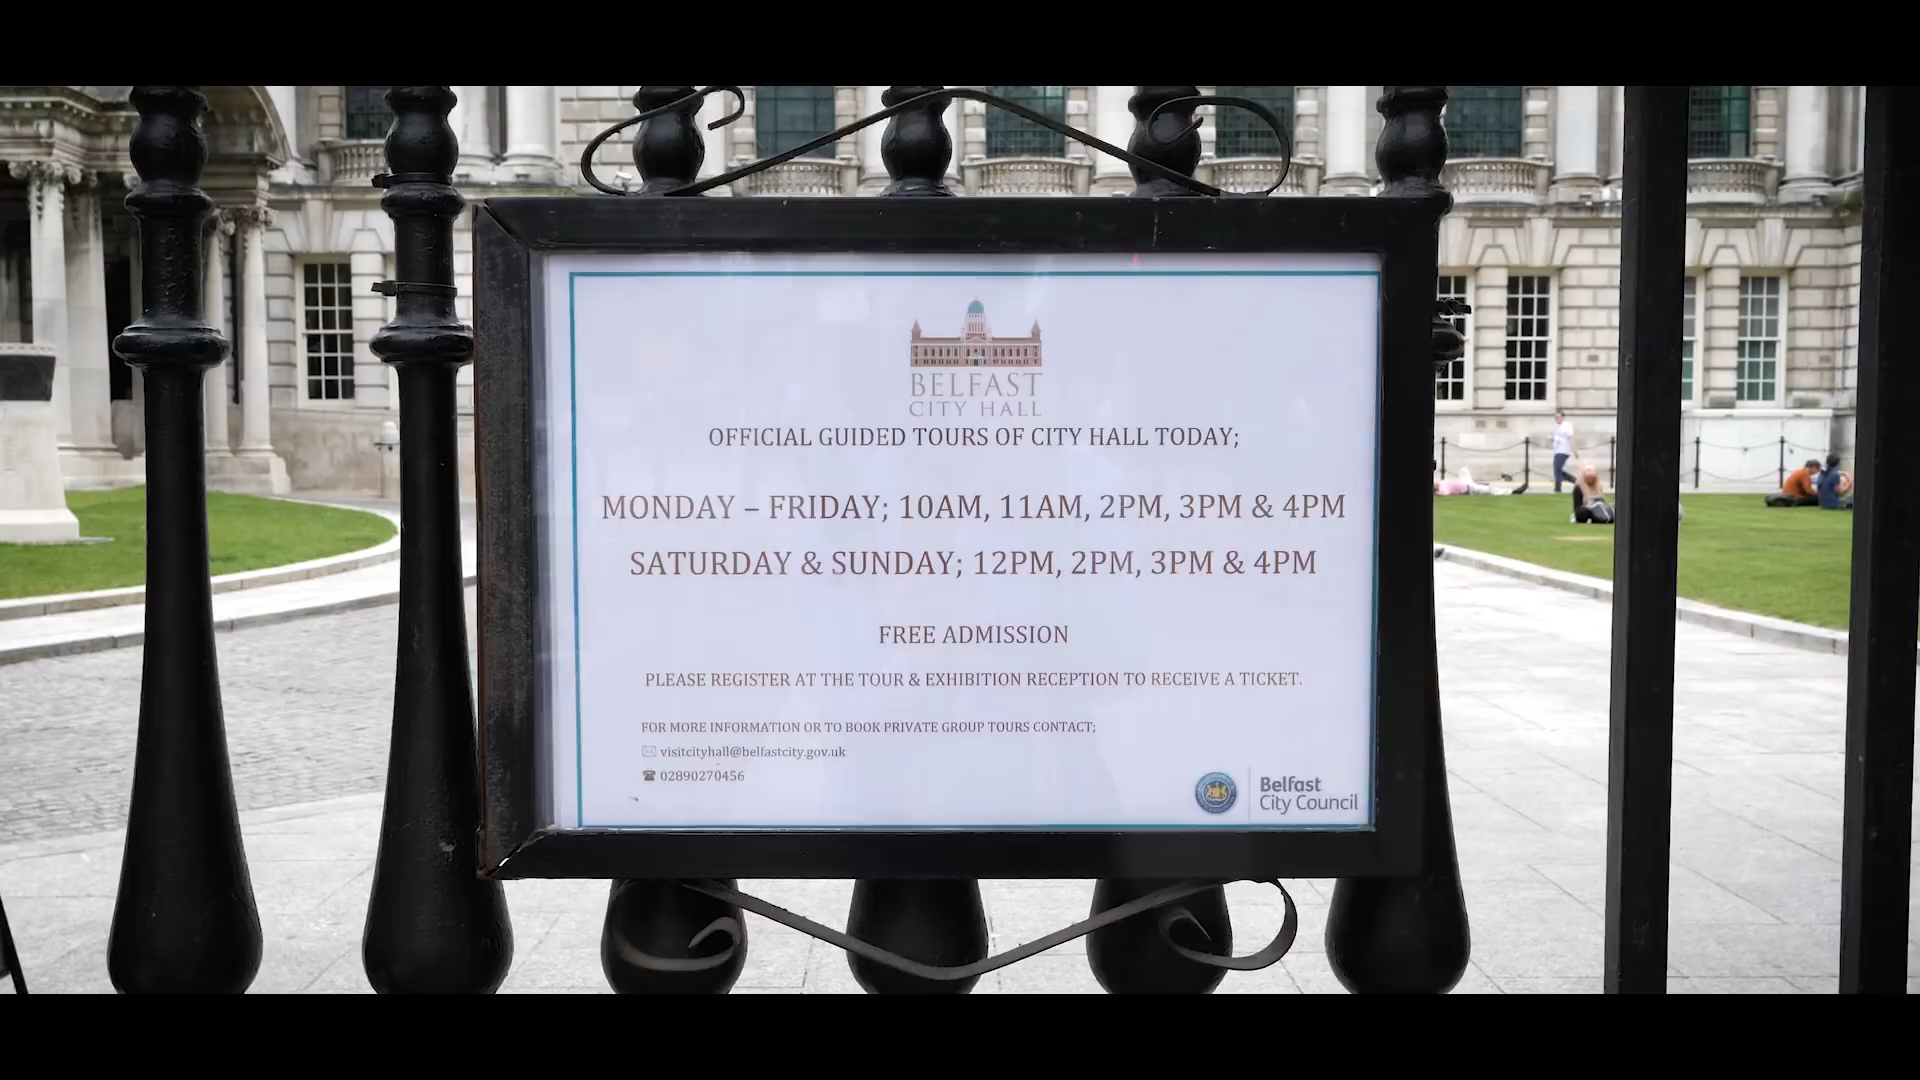 BELFAST
CITY HALL
OFFICIAL GUIDED TOURS OF CITY HALL TODAY;
MONDAY – FRIDAY; 10AM, 11AM, 2PM, 3PM & 4PM
SATURDAY & SUNDAY; 12PM, 2PM, 3PM & 4PM
FREE ADMISSION
PLEASE REGISTER AT THE TOUR & EXHIBITION RECEPTION TO RECEIVE A TICKET.
FOR MORE INFORMATION OR TO BOOK PRIVATE GROUP TOURS CONTACT;
visitcityhall@belfastcity.gov.uk
02890270456
Belfast
City Council